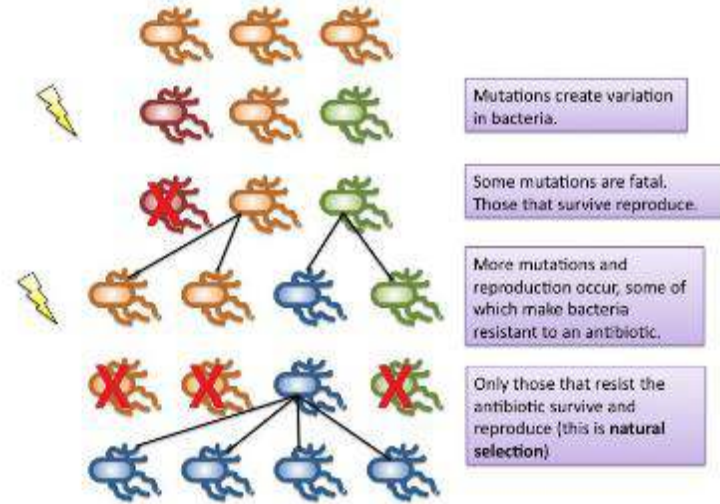 Mutations create variation
in bacteria.
Some mutations are fatal.
Those that survive reproduce.
More mutations and
reproduction occur, some of
which make bacteria
resistant to an antibiotic.
Only those that resist the
antibiotic survive and
reproduce (this is natural
selection)